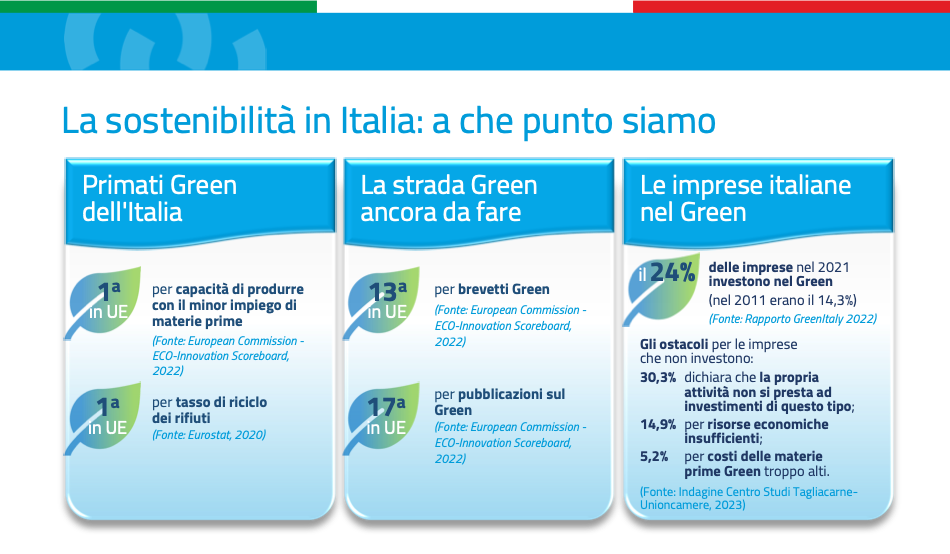 La sostenibilità in Italia: a che punto siamo
Primati Green
dell'Italia
1ª
in UE
per capacità di produrre
con il minor impiego di
materie prime
(Fonte: European Commission -
ECO-Innovation Scoreboard,
2022)
1ª
in UE
per tasso di riciclo
dei rifiuti
(Fonte: Eurostat, 2020)
La strada Green
ancora da fare
13ª
in UE
per brevetti Green
(Fonte: European Commission -
ECO-Innovation Scoreboard,
2022)
17ª
in UE
per pubblicazioni sul
Green
(Fonte: European Commission -
ECO-Innovation Scoreboard,
2022)
Le imprese italiane
nel Green
il 24%
delle imprese nel 2021
investono nel Green
(nel 2011 erano il 14,3%)
(Fonte: Rapporto GreenItaly 2022)
Gli ostacoli per le imprese
che non investono:
30,3% dichiara che la propria
attività non si presta ad
investimenti di questo tipo;
14,9% per risorse economiche
insufficienti;
5,2% per costi delle materie
prime Green troppo alti.
(Fonte: Indagine Centro Studi Tagliacarne-
Unioncamere, 2023)